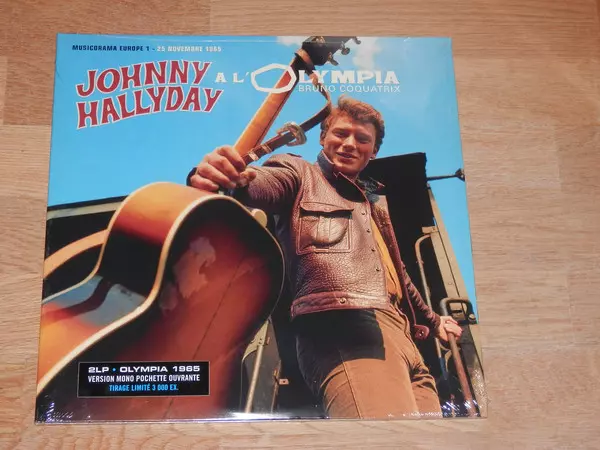 MUSICORAMA EUROPE 1 - 25 NOVEMBRE 1965
JOHNNY
HALLYDAY
A L'OLYMPIA
BRUNO COQUATRIX
2LP • OLYMPIA 1965
VERSION MONO POCHETTE OUVRANTE
TIRAGE LIMITÉ 3 000 EX.